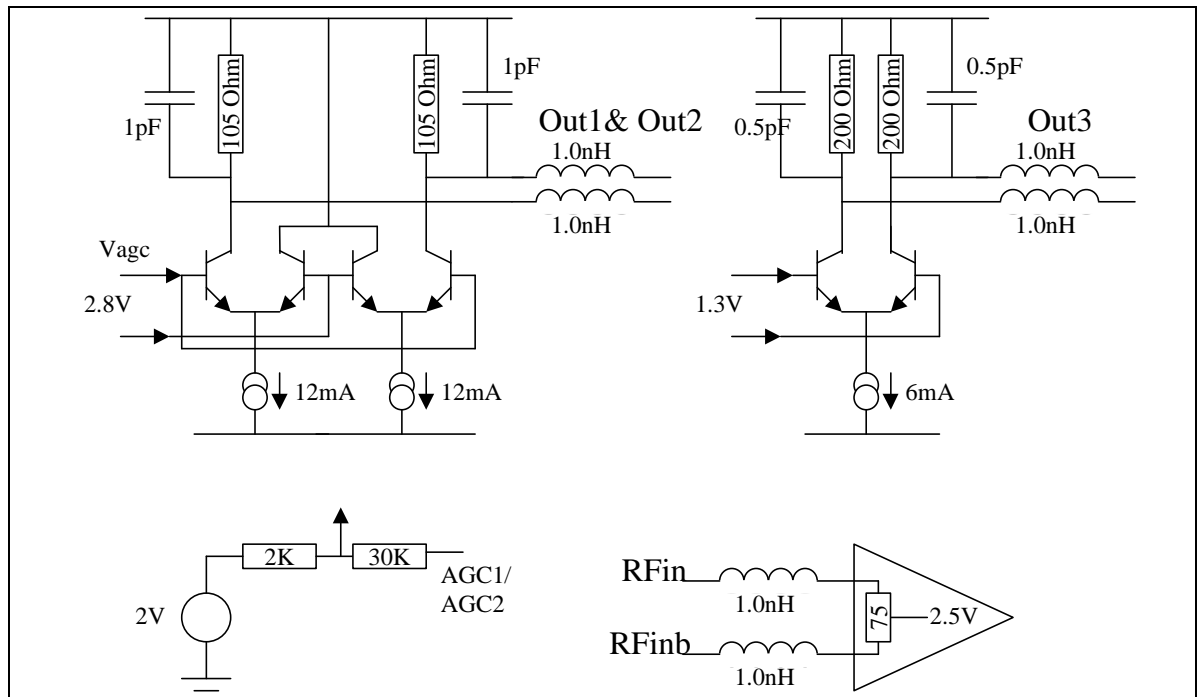 1pF
105 Ohm
105 Ohm
1pF
Out1& Out2
1.0nH
1.0nH
Vagc
2.8V
12mA
12mA
0.5pF
200 Ohm
200 Ohm
0.5pF
Out3
1.0nH
1.0nH
1.3V
6mA
2V
2K
30K
AGC1/
AGC2
RFin
1.0nH
RFinb
1.0nH
75
2.5V